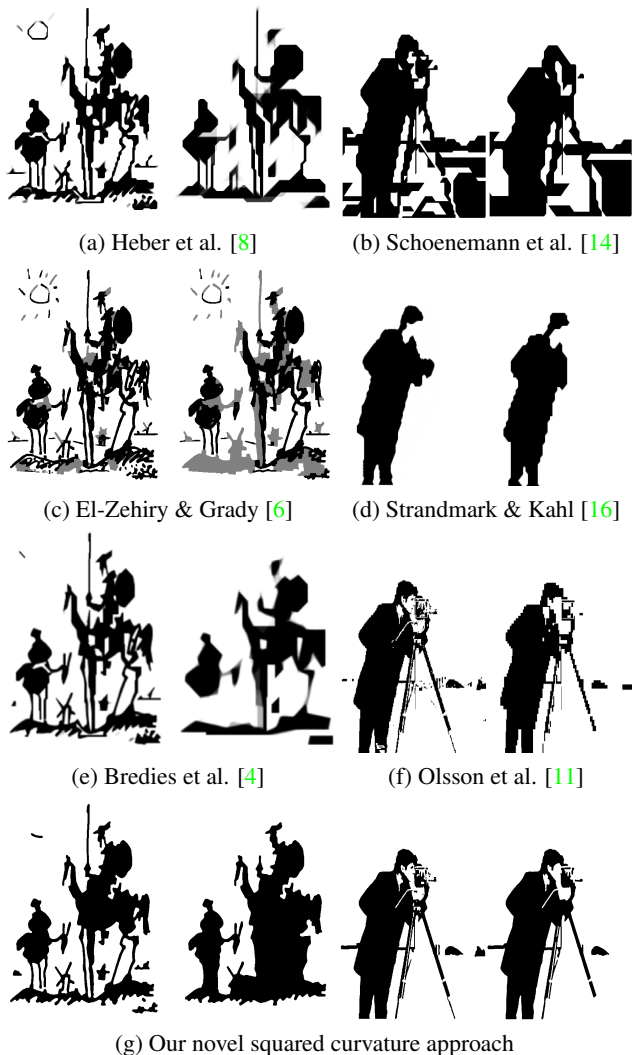 (a) Heber et al. [8] (b) Schoenemann et al. [14]
(c) El-Zehiry & Grady [6] (d) Strandmark & Kahl [16]
(e) Bredies et al. [4] (f) Olsson et al. [11]
(g) Our novel squared curvature approach